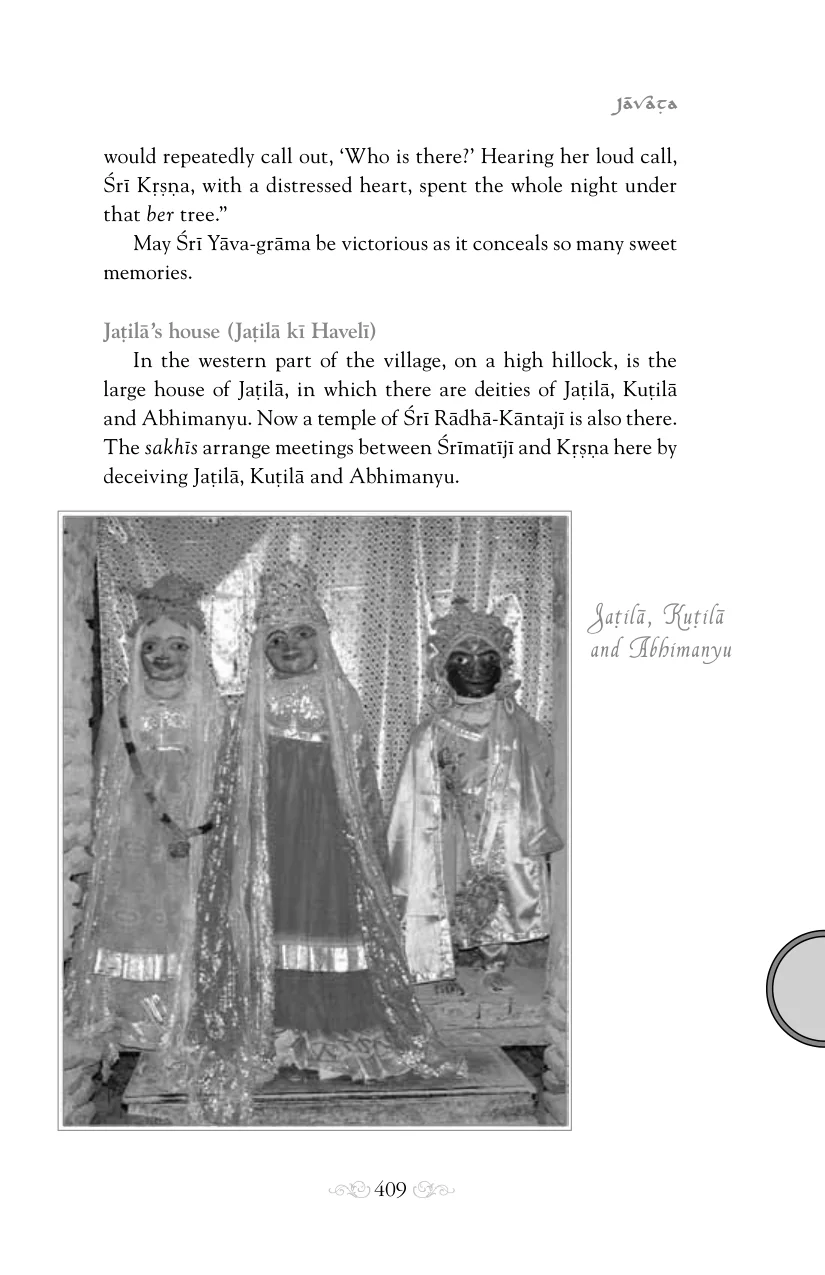 Jāvaṭa
would repeatedly call out, ‘Who is there?’ Hearing her loud call,
Śrī Kṛṣṇa, with a distressed heart, spent the whole night under
that ber tree.”
May Śrī Yāva-grāma be victorious as it conceals so many sweet
memories.
Jaṭilā’s house (Jaṭilā kī Havelī)
In the western part of the village, on a high hillock, is the
large house of Jaṭilā, in which there are deities of Jaṭilā, Kuṭilā
and Abhimanyu. Now a temple of Śrī Rādhā-Kāntajī is also there.
The sakhīs arrange meetings between Śrīmatījī and Kṛṣṇa here by
deceiving Jaṭilā, Kuṭilā and Abhimanyu.
Jaṭilā, Kuṭilā
and Abhimanyu
409